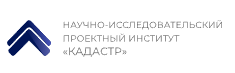 НАУЧНО-ИССЛЕДОВАТЕЛЬСКИЙ
ПРОЕКТНЫЙ ИНСТИТУТ
«КАДАСТР»